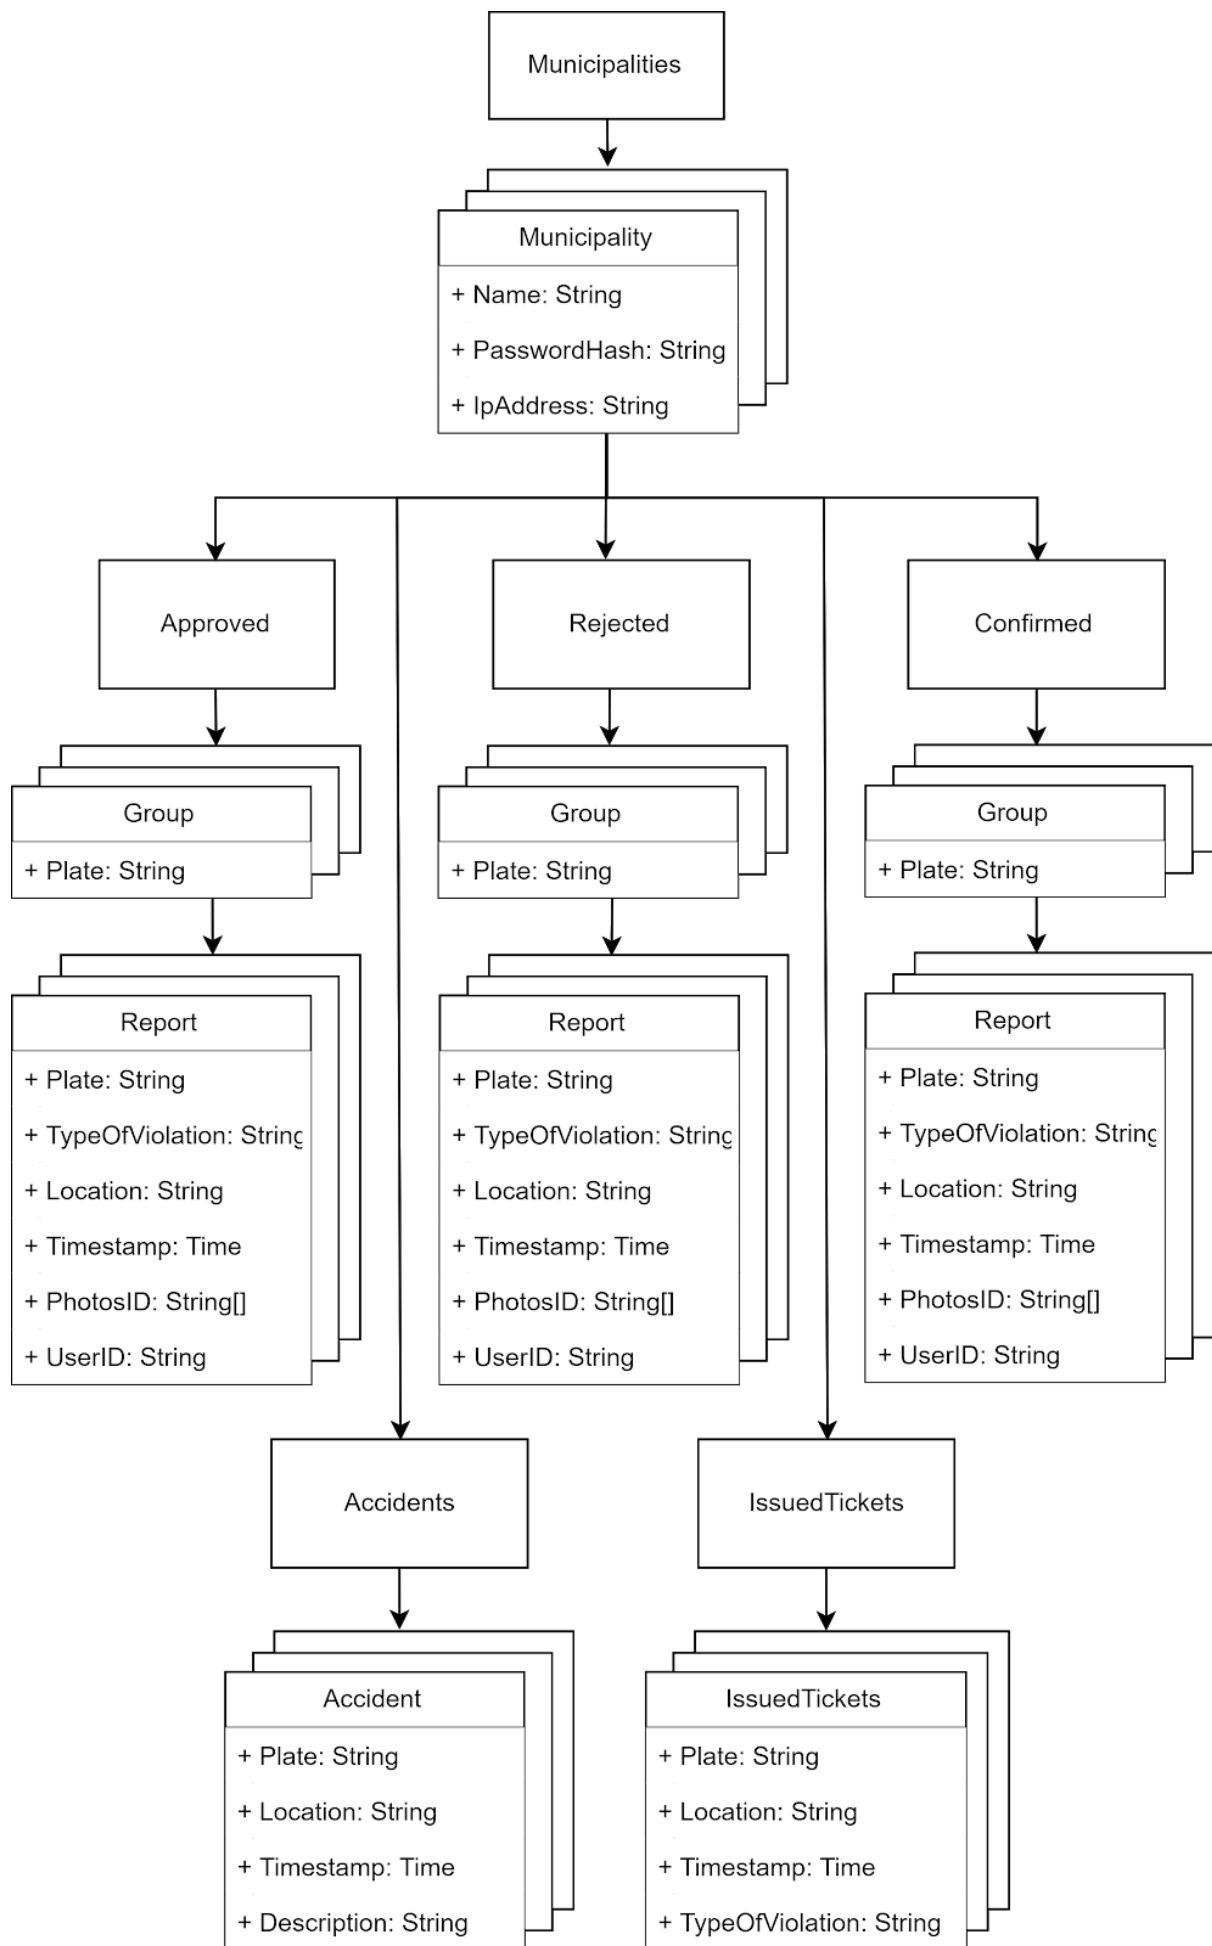 Municipalities
Municipality
+ Name: String
+ PasswordHash: String
+ IpAddress: String
Approved
Rejected
Confirmed
Group
+ Plate: String
Group
+ Plate: String
Group
+ Plate: String
Report
+ Plate: String
+ TypeOfViolation: String
+ Location: String
+ Timestamp: Time
+ PhotosID: String[]
+ UserID: String
Report
+ Plate: String
+ TypeOfViolation: String
+ Location: String
+ Timestamp: Time
+ PhotosID: String[]
+ UserID: String
Report
+ Plate: String
+ TypeOfViolation: String
+ Location: String
+ Timestamp: Time
+ PhotosID: String[]
+ UserID: String
Accidents
IssuedTickets
Accident
+ Plate: String
+ Location: String
+ Timestamp: Time
+ Description: String
IssuedTickets
+ Plate: String
+ Location: String
+ Timestamp: Time
+ TypeOfViolation: String